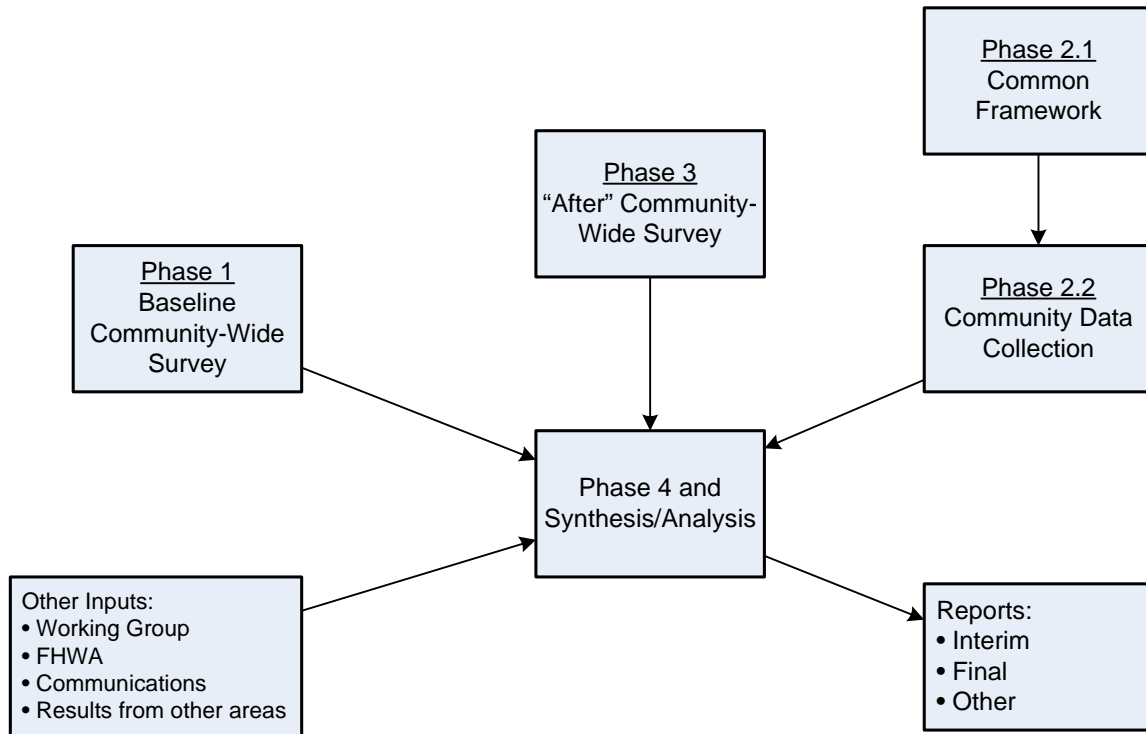 Phase 2.1
Common
Framework
Phase 3
“After” Community-
Wide Survey
Phase 1
Baseline
Community-Wide
Survey
Phase 2.2
Community Data
Collection
Phase 4 and
Synthesis/Analysis
Other Inputs:
• Working Group
• FHWA
• Communications
• Results from other areas
Reports:
• Interim
• Final
• Other